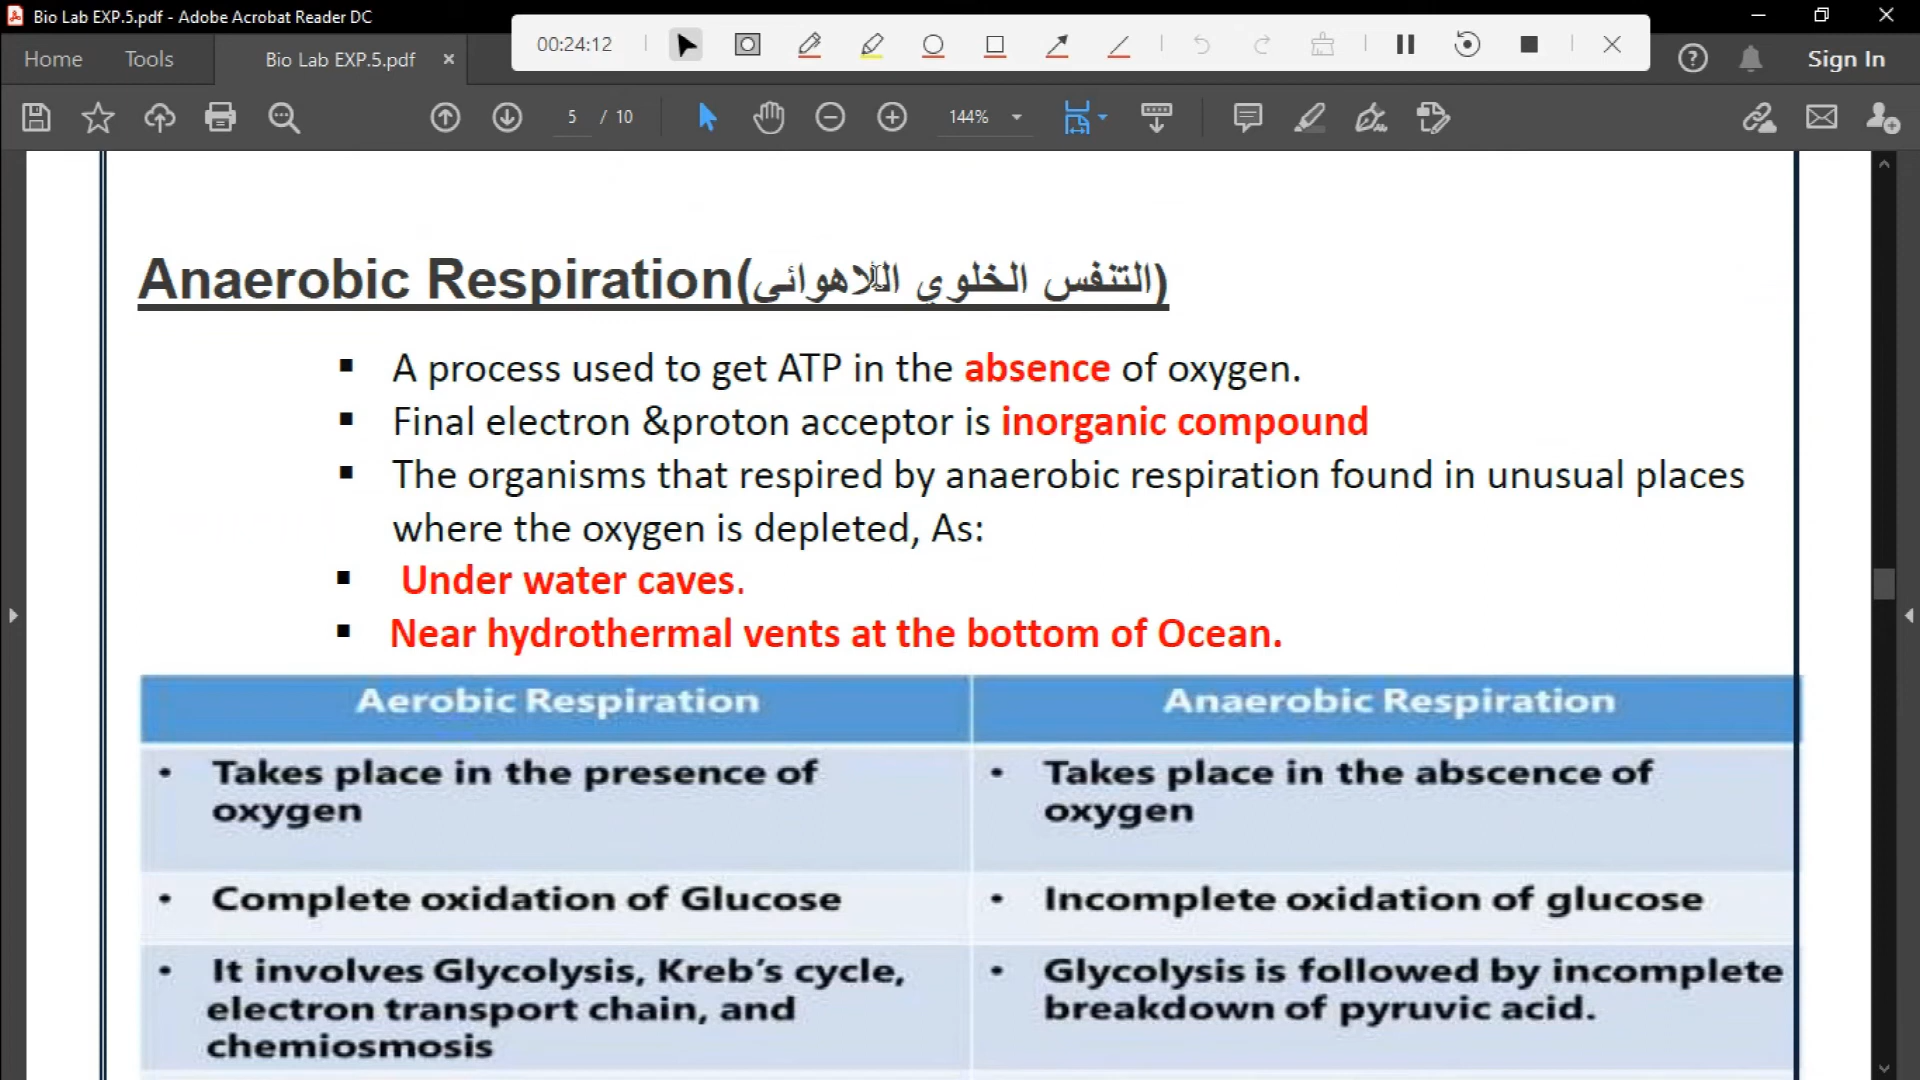 Bio Lab EXP.5.pdf - Adobe Acrobat Reader DC
00:24:12
Home Tools Bio Lab EXP.5.pdf Sign In
5 / 10 144%
Anaerobic Respiration(التنفس الخلوي اللاهوائى)
▪ A process used to get ATP in the absence of oxygen.
▪ Final electron &proton acceptor is inorganic compound
▪ The organisms that respired by anaerobic respiration found in unusual places
where the oxygen is depleted, As:
▪ Under water caves.
▪ Near hydrothermal vents at the bottom of Ocean.
Aerobic Respiration
Anaerobic Respiration
• Takes place in the presence of
oxygen
• Takes place in the abscence of
oxygen
• Complete oxidation of Glucose
• Incomplete oxidation of glucose
• It involves Glycolysis, Kreb's cycle,
electron transport chain, and
chemiosmosis
• Glycolysis is followed by incomplete
breakdown of pyruvic acid.